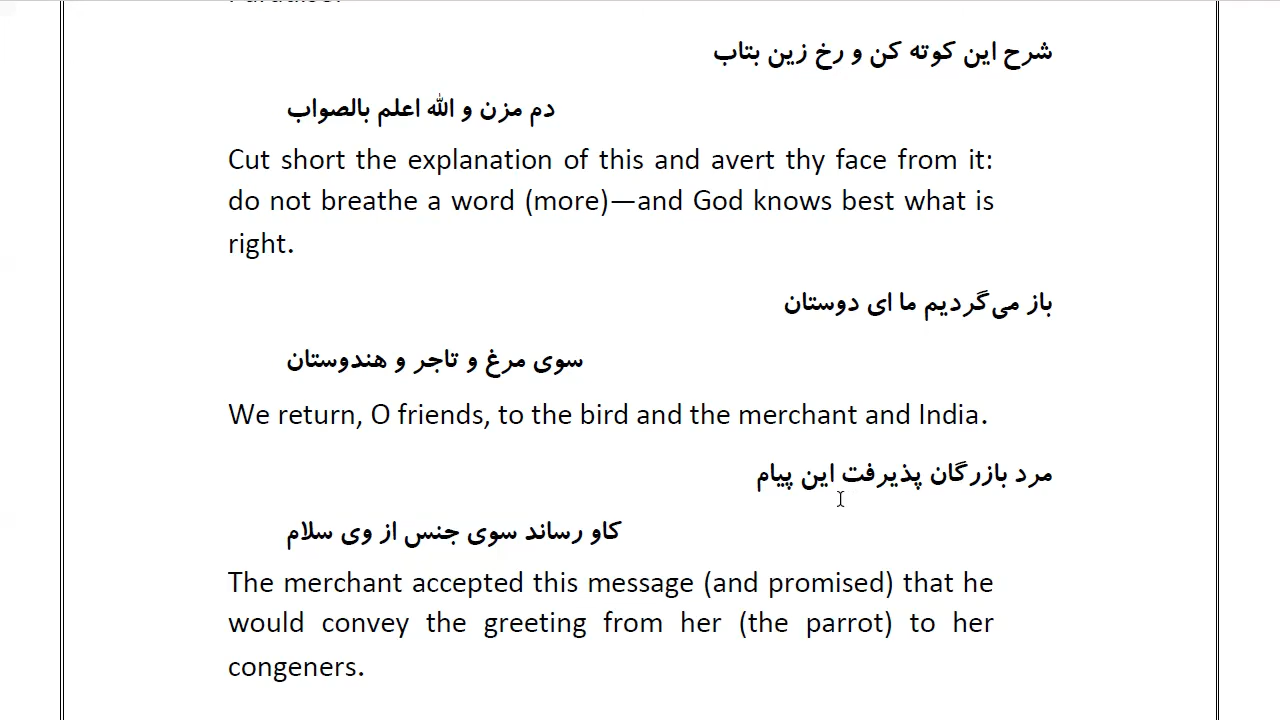 شرح این کوته کن و رخ زین بتاب
دم مزن و الله اعلم بالصواب
Cut short the explanation of this and avert thy face from it:
do not breathe a word (more)—and God knows best what is
right.
باز می‌گردیم ما ای دوستان
سوی مرغ و تاجر و هندوستان
We return, O friends, to the bird and the merchant and India.
مرد بازرگان پذیرفت این پیام
کاو رساند سوی جنس از وی سلام
The merchant accepted this message (and promised) that he
would convey the greeting from her (the parrot) to her
congeners.